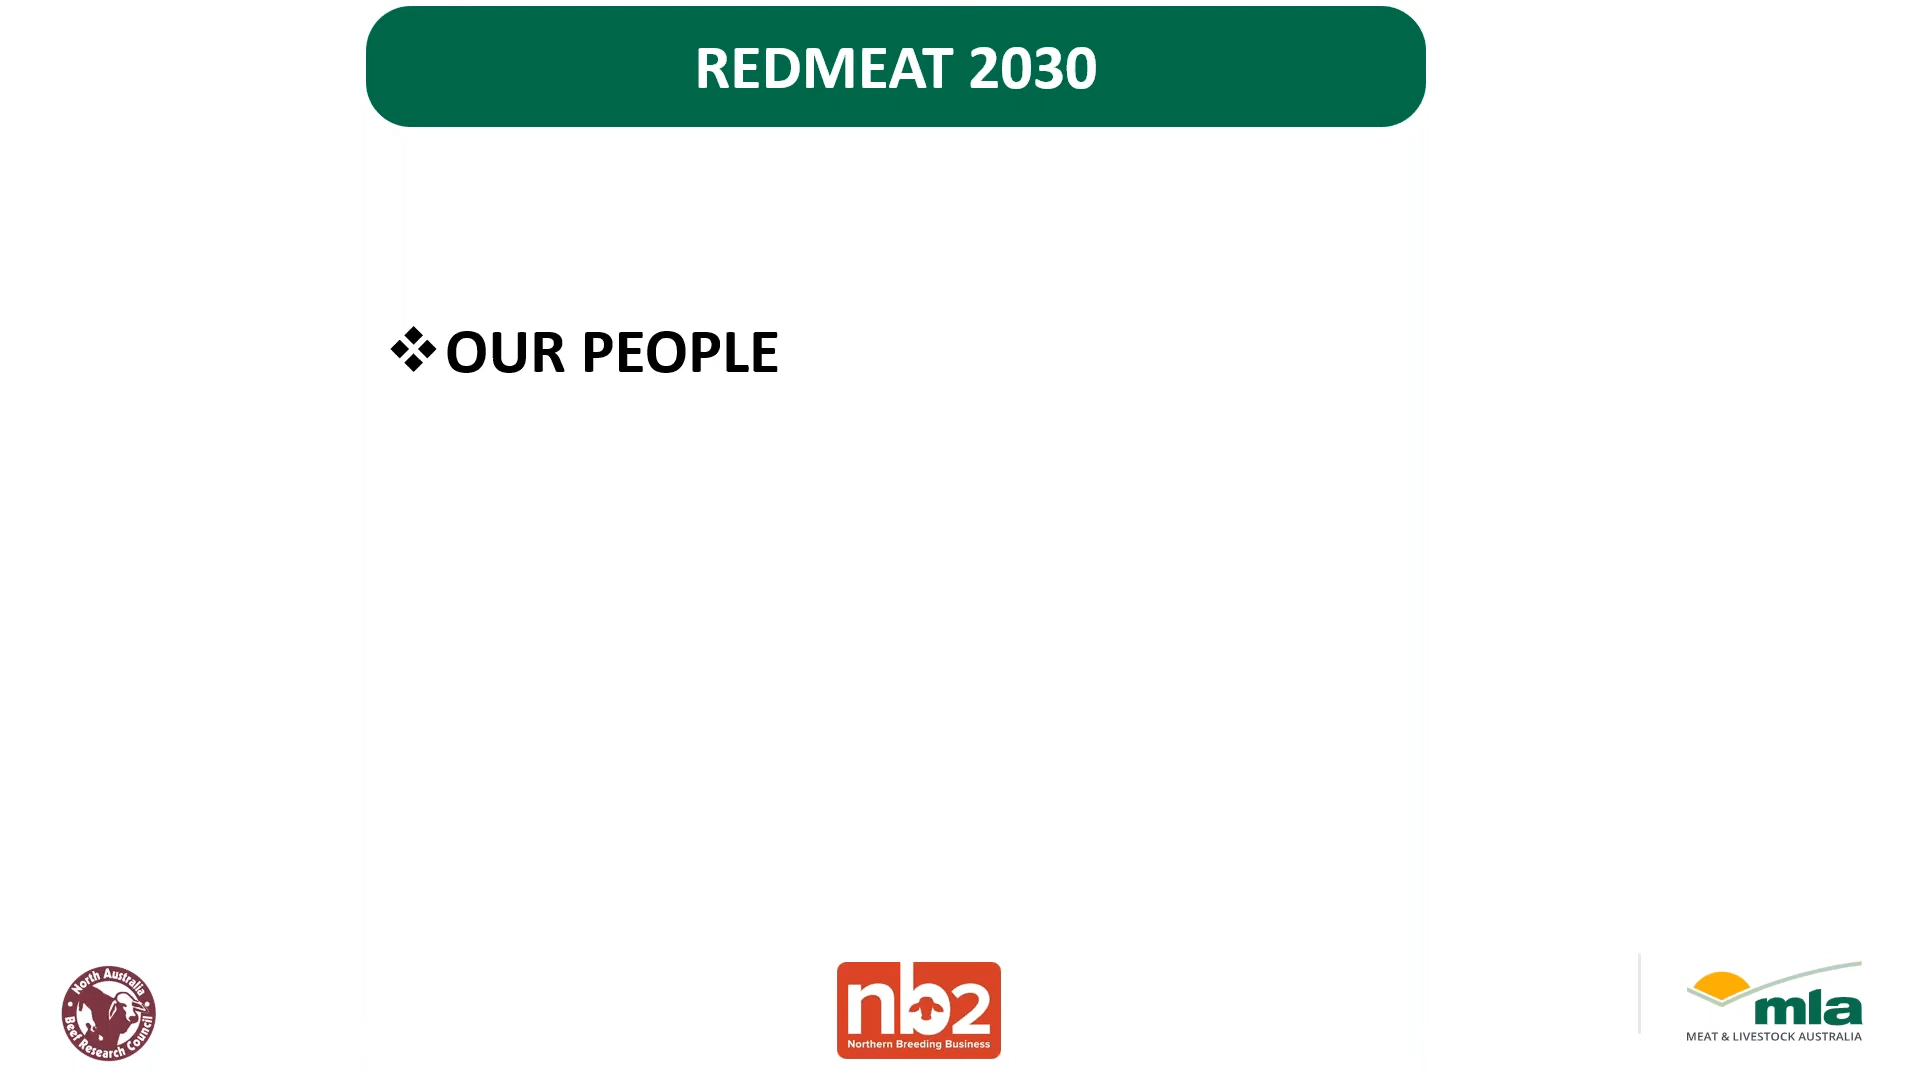 REDMEAT 2030
❖OUR PEOPLE
North Australia
Beef Research Council
nb2
Northern Breeding Business
mla
MEAT & LIVESTOCK AUSTRALIA